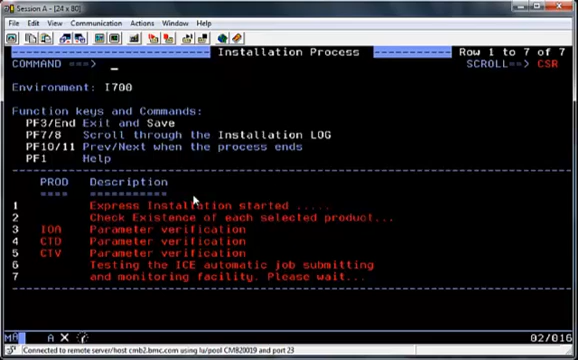 Session A - [24 x 80]
File Edit View Communication Actions Window Help
Installation Process Row 1 to 7 of 7
COMMAND ===> _ SCROLL==> CSR
Environment: I700
Function keys and Commands:
PF3/End Exit and Save
PF7/8 Scroll through the Installation LOG
PF10/11 Prev/Next when the process ends
PF1 Help
PROD Description
==== ===========
1 Express Installation started .....
2 Check Existence of each selected product...
3 IOA Parameter verification
4 CTD Parameter verification
5 CTV Parameter verification
6 Testing the ICE automatic job submitting
7 and monitoring facility. Please wait...
A X 02/016
Connected to remote server/host cmb2.bmc.com using lu/pool CMB20019 and port 23